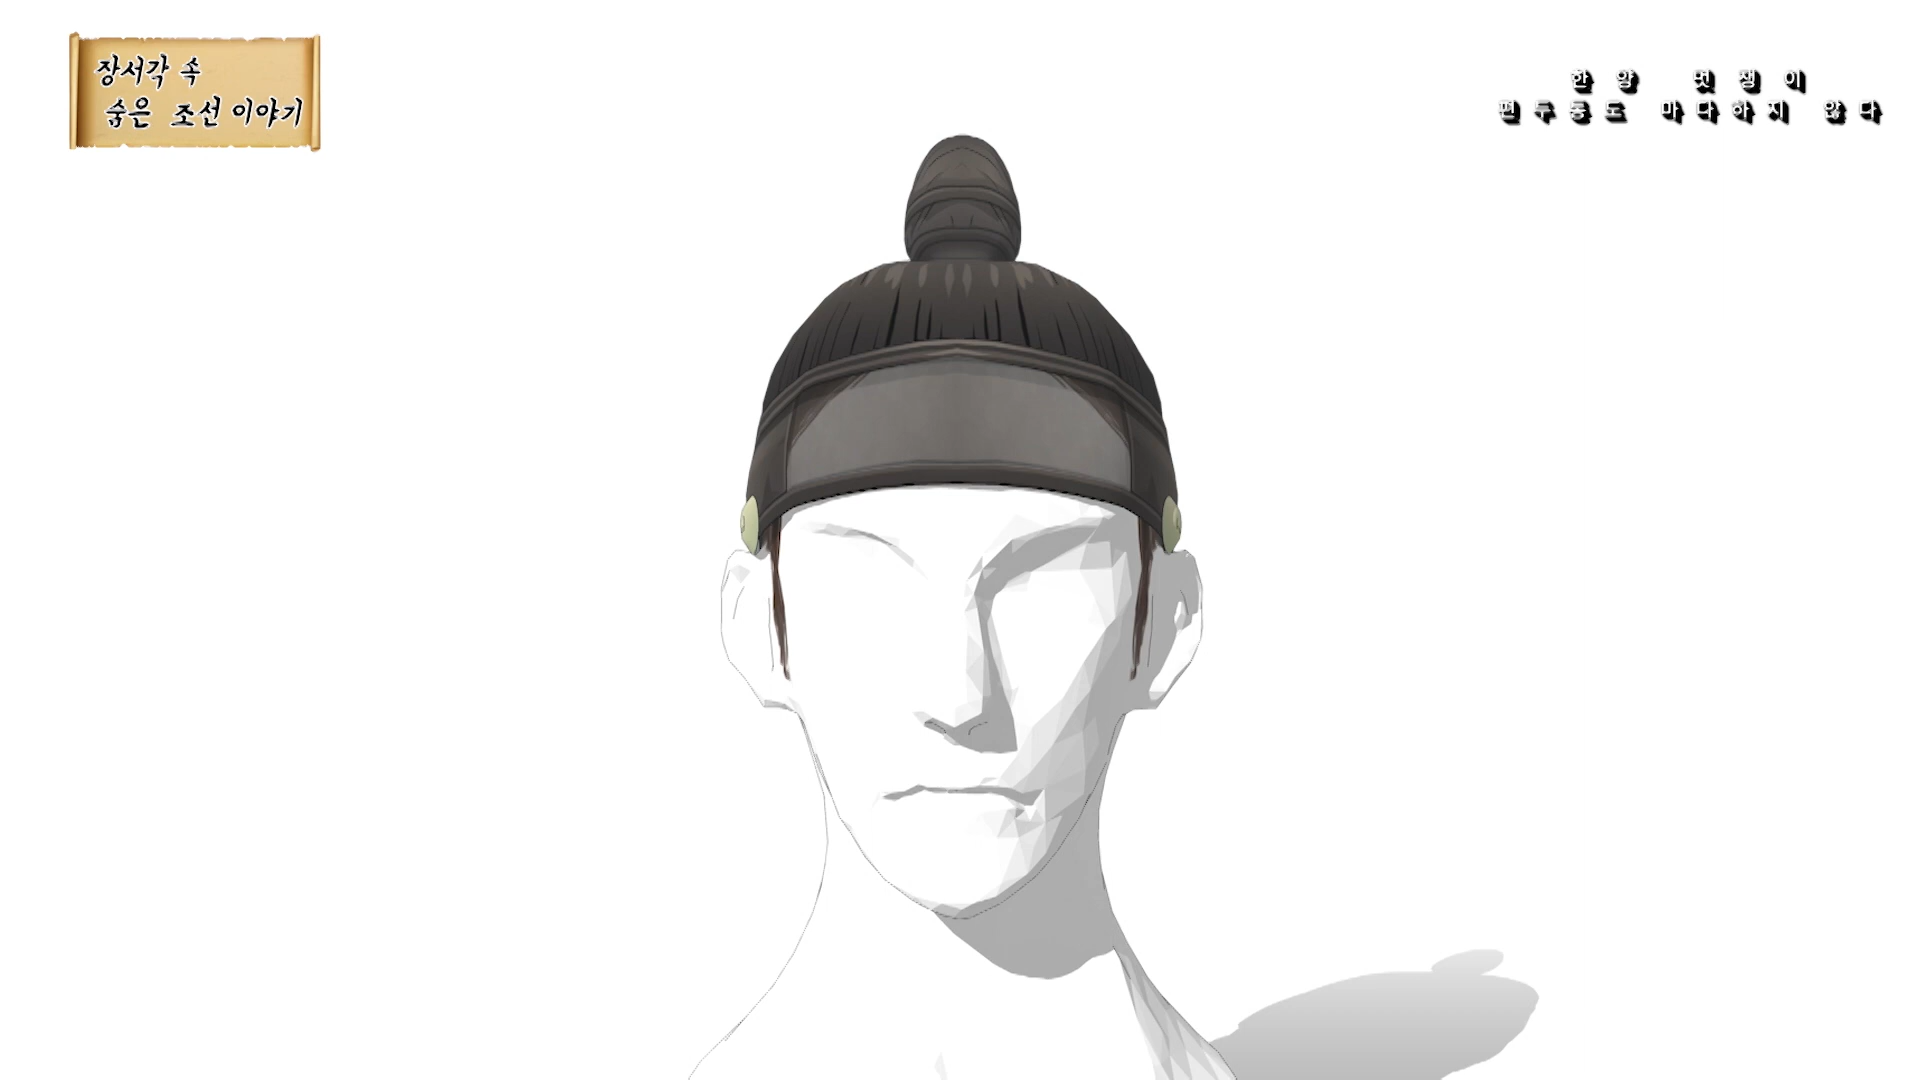 장서각 속
숨은 조선 이야기
한양 멋쟁이
편두통도 마다하지 않다